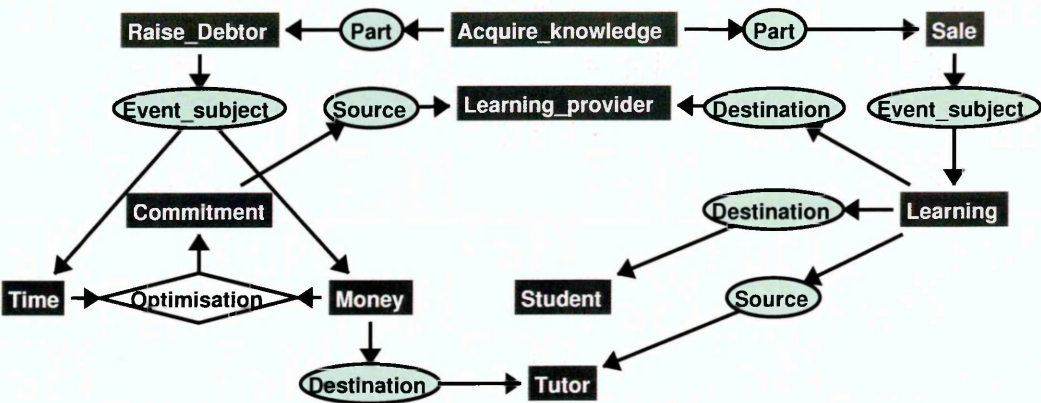 Raise_Debtor
Part
Acquire_knowledge
Part
Sale
Event_subject
Source
Learning_provider
Destination
Event_subject
Commitment
Destination
Learning
Time
Optimisation
Money
Student
Source
Destination
Tutor